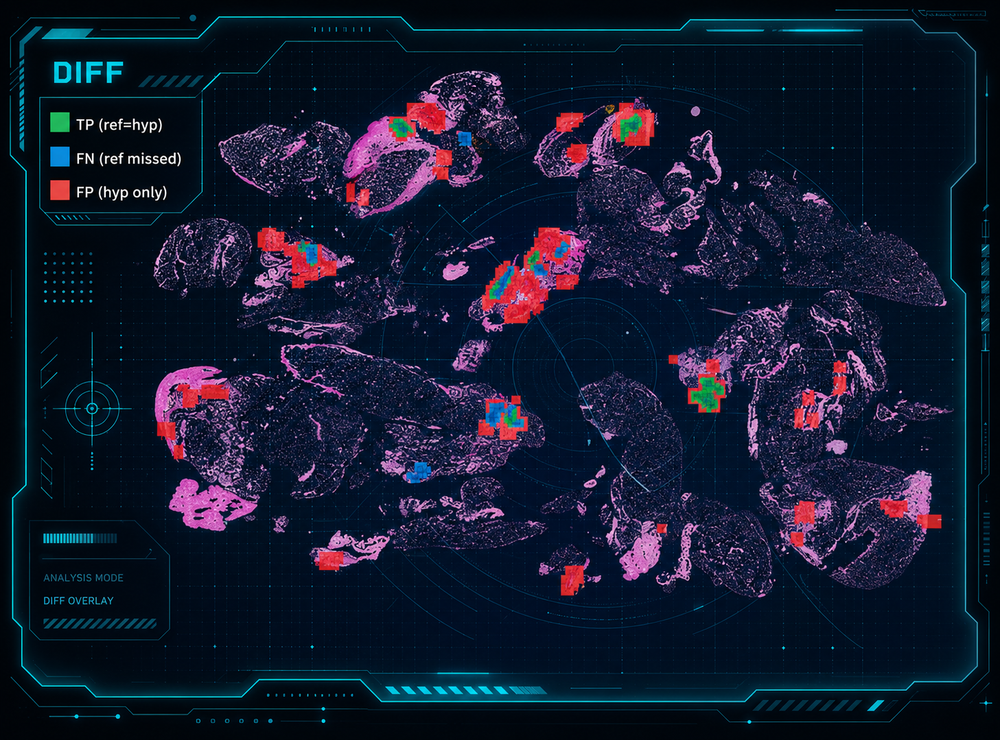 DIFF
TP (ref=hyp)
FN (ref missed)
FP (hyp only)
ANALYSIS MODE
DIFF OVERLAY